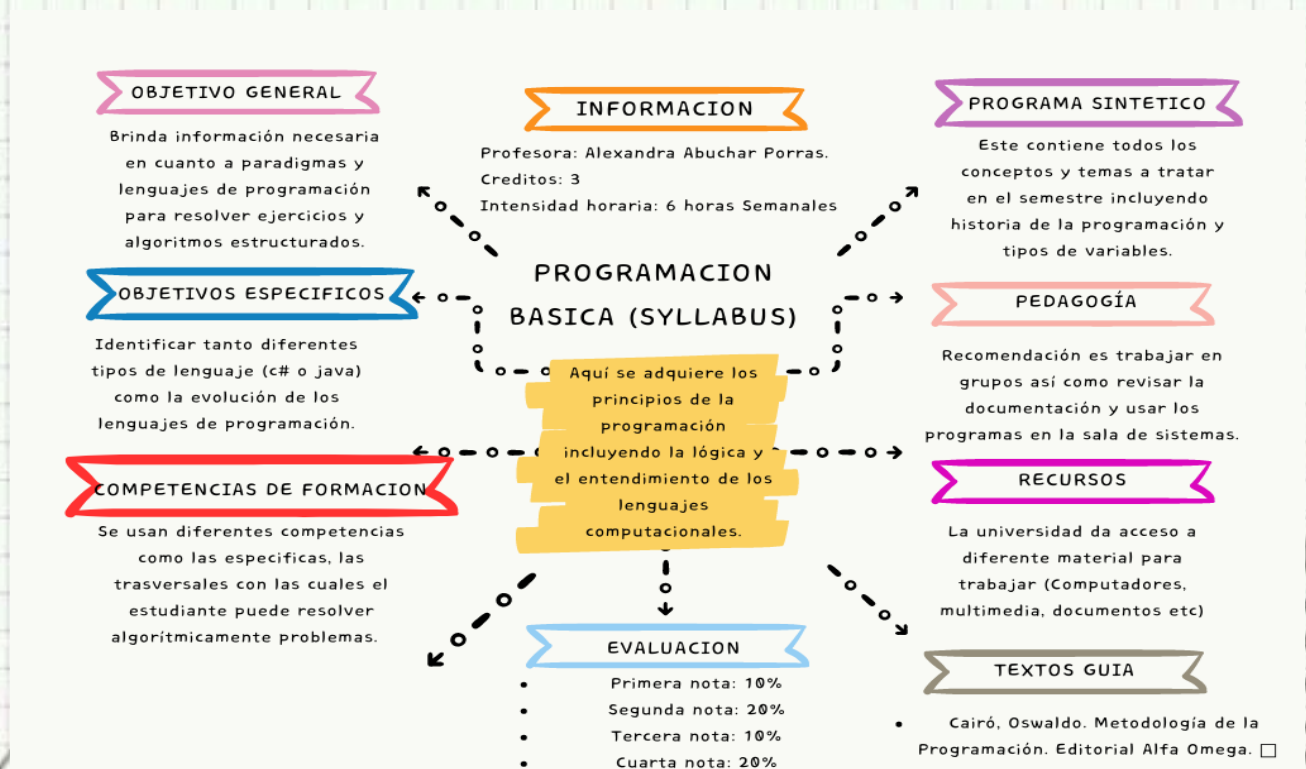 OBJETIVO GENERAL
Brinda información necesaria
en cuanto a paradigmas y
lenguajes de programación
para resolver ejercicios y
algoritmos estructurados.
OBJETIVOS ESPECIFICOS
Identificar tanto diferentes
tipos de lenguaje (c# o java)
como la evolución de los
lenguajes de programación.
COMPETENCIAS DE FORMACION
Se usan diferentes competencias
como las especificas, las
trasversales con las cuales el
estudiante puede resolver
algorítmicamente problemas.
INFORMACION
Profesora: Alexandra Abuchar Porras.
Creditos: 3
Intensidad horaria: 6 horas Semanales
PROGRAMACION
BASICA (SYLLABUS)
Aquí se adquiere los
principios de la
programación
incluyendo la lógica y
el entendimiento de los
lenguajes
computacionales.
EVALUACION
• Primera nota: 10%
• Segunda nota: 20%
• Tercera nota: 10%
• Cuarta nota: 20%
PROGRAMA SINTETICO
Este contiene todos los
conceptos y temas a tratar
en el semestre incluyendo
historia de la programación y
tipos de variables.
PEDAGOGÍA
Recomendación es trabajar en
grupos así como revisar la
documentación y usar los
programas en la sala de sistemas.
RECURSOS
La universidad da acceso a
diferente material para
trabajar (Computadores,
multimedia, documentos etc)
TEXTOS GUIA
• Cairó, Oswaldo. Metodología de la
Programación. Editorial Alfa Omega. □